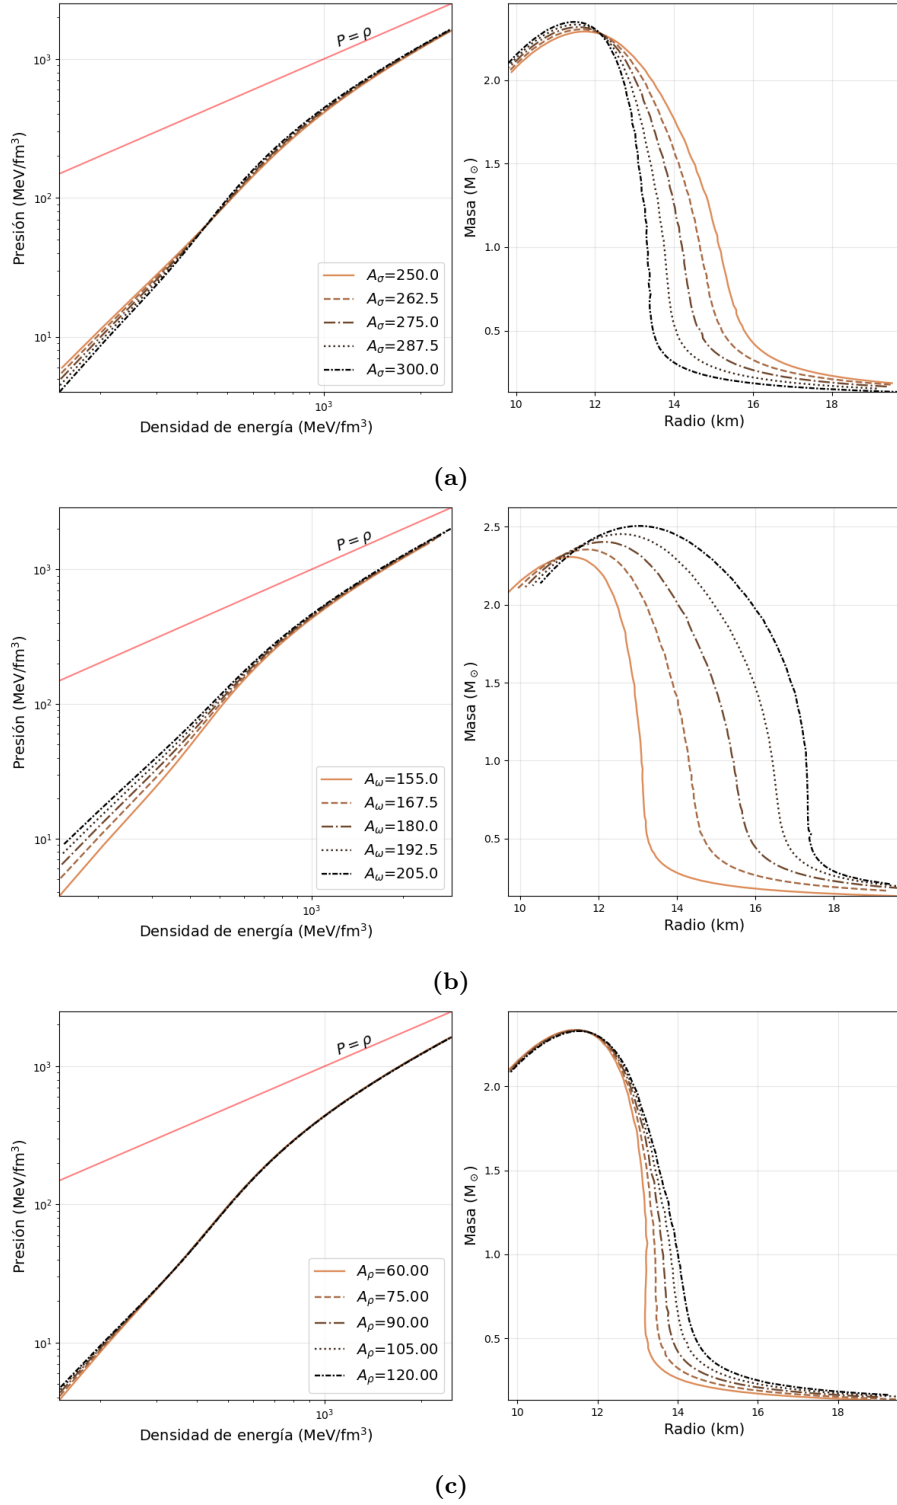 P = ρ
10³
10²
10¹
10³
Presión (MeV/fm³)
Densidad de energía (MeV/fm³)
A_σ=250.0
A_σ=262.5
A_σ=275.0
A_σ=287.5
A_σ=300.0
2.0
1.5
1.0
0.5
10 12 14 16 18
Masa (M_⊙)
Radio (km)
(a)
P = ρ
10³
10²
10¹
10³
Presión (MeV/fm³)
Densidad de energía (MeV/fm³)
A_ω=155.0
A_ω=167.5
A_ω=180.0
A_ω=192.5
A_ω=205.0
2.5
2.0
1.5
1.0
0.5
10 12 14 16 18
Masa (M_⊙)
Radio (km)
(b)
P = ρ
10³
10²
10¹
10³
Presión (MeV/fm³)
Densidad de energía (MeV/fm³)
A_ρ=60.00
A_ρ=75.00
A_ρ=90.00
A_ρ=105.00
A_ρ=120.00
2.0
1.5
1.0
0.5
10 12 14 16 18
Masa (M_⊙)
Radio (km)
(c)